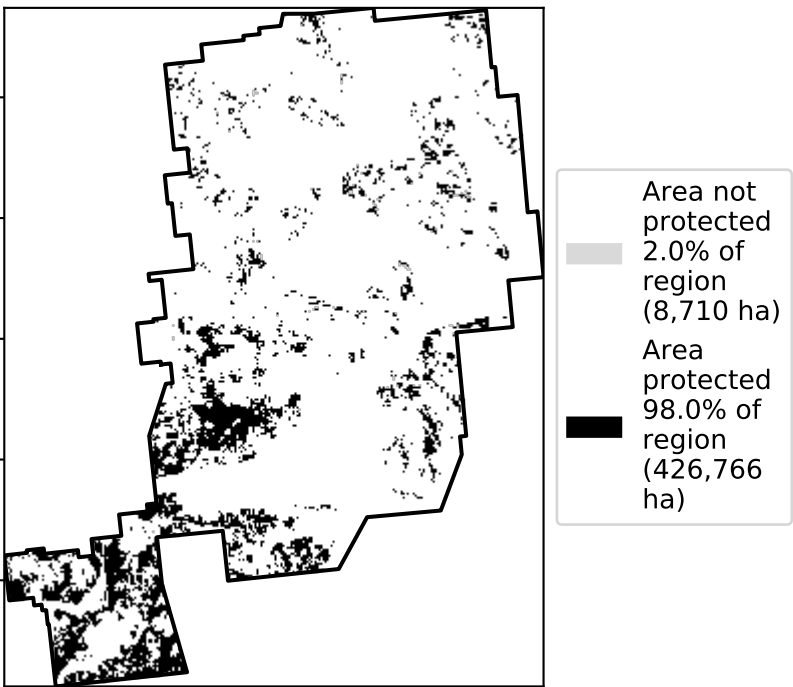 Area not
protected
2.0% of
region
(8,710 ha)
Area
protected
98.0% of
region
(426,766
ha)